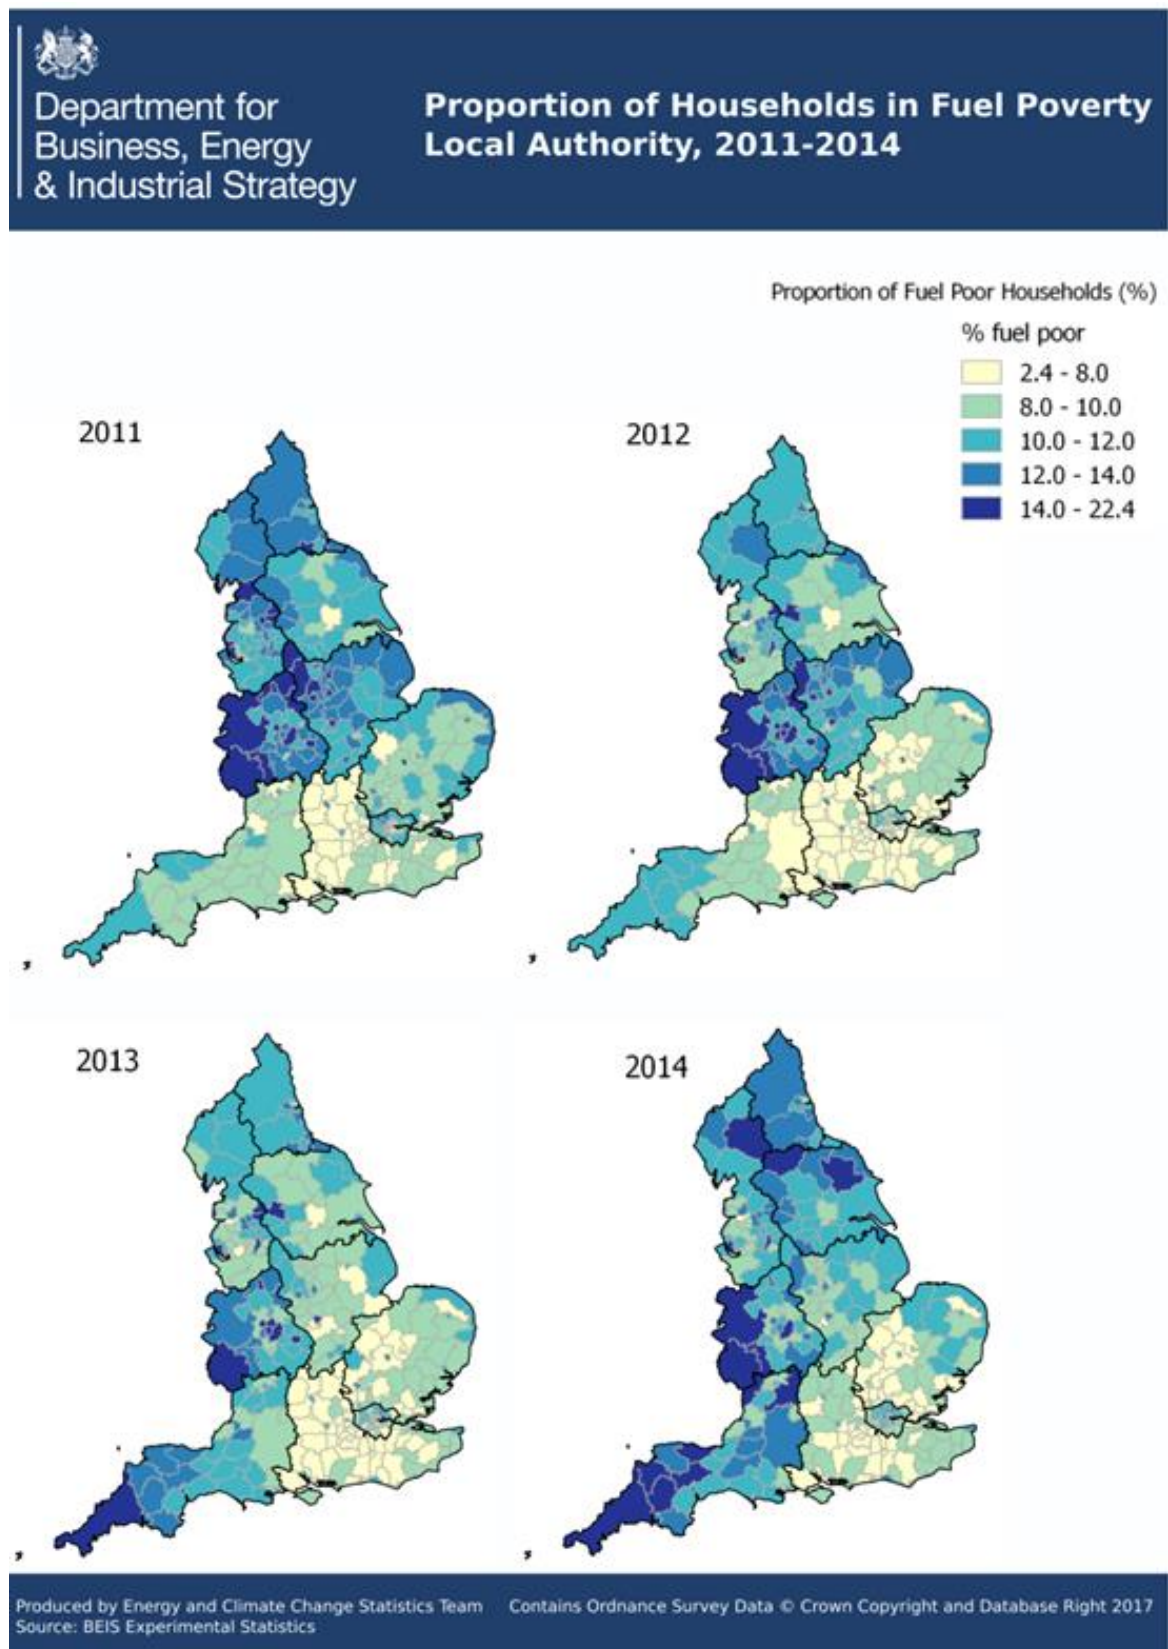 Department for
Business, Energy
& Industrial Strategy
Proportion of Households in Fuel Poverty
Local Authority, 2011-2014
Proportion of Fuel Poor Households (%)
% fuel poor
2.4 - 8.0
8.0 - 10.0
10.0 - 12.0
12.0 - 14.0
14.0 - 22.4
2011
2012
2013
2014
Produced by Energy and Climate Change Statistics Team
Source: BEIS Experimental Statistics
Contains Ordnance Survey Data © Crown Copyright and Database Right 2017